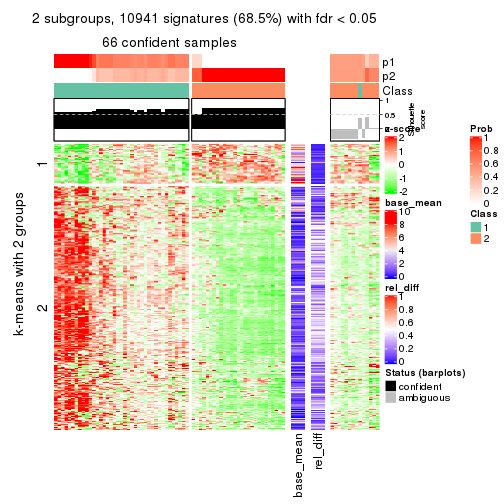 2 subgroups, 10941 signatures (68.5%) with fdr < 0.05
66 confident samples
p1
p2
Class
1
0.5
0
Silhouette
score
k-means with 2 groups
1
2
base_mean
rel_diff
z-score
2
1
0
-1
-2
base_mean
10
8
6
4
2
0
rel_diff
1
0.8
0.6
0.4
0.2
0
Status (barplots)
confident
ambiguous
Prob
1
0.8
0.6
0.4
0.2
0
Class
1
2